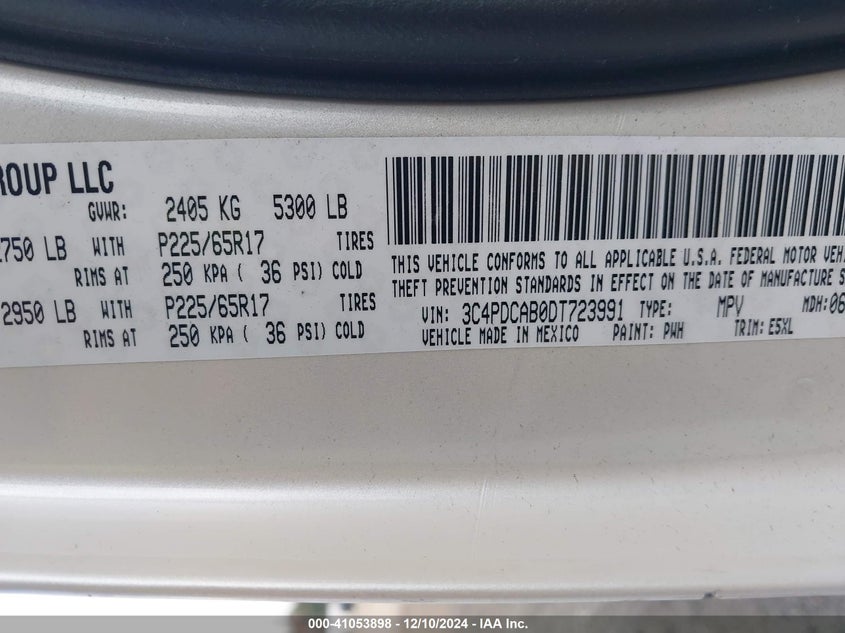 ROUP LLC
GVWR: 2405 KG 5300 LB
750 LB WITH P225/65R17 TIRES
RIMS AT 250 KPA ( 36 PSI) COLD
2950 LB WITH P225/65R17 TIRES
RIMS AT 250 KPA ( 36 PSI) COLD
THIS VEHICLE CONFORMS TO ALL APPLICABLE U.S.A. FEDERAL MOTOR VEHI
THEFT PREVENTION STANDARDS IN EFFECT ON THE DATE OF MANUFACTURE S
VIN: 3C4PDCAB0DT723991 TYPE: MPV MDH: 06
VEHICLE MADE IN MEXICO PAINT: PWH TRIM: E5XL
000-41053898 - 12/10/2024 - IAA Inc.